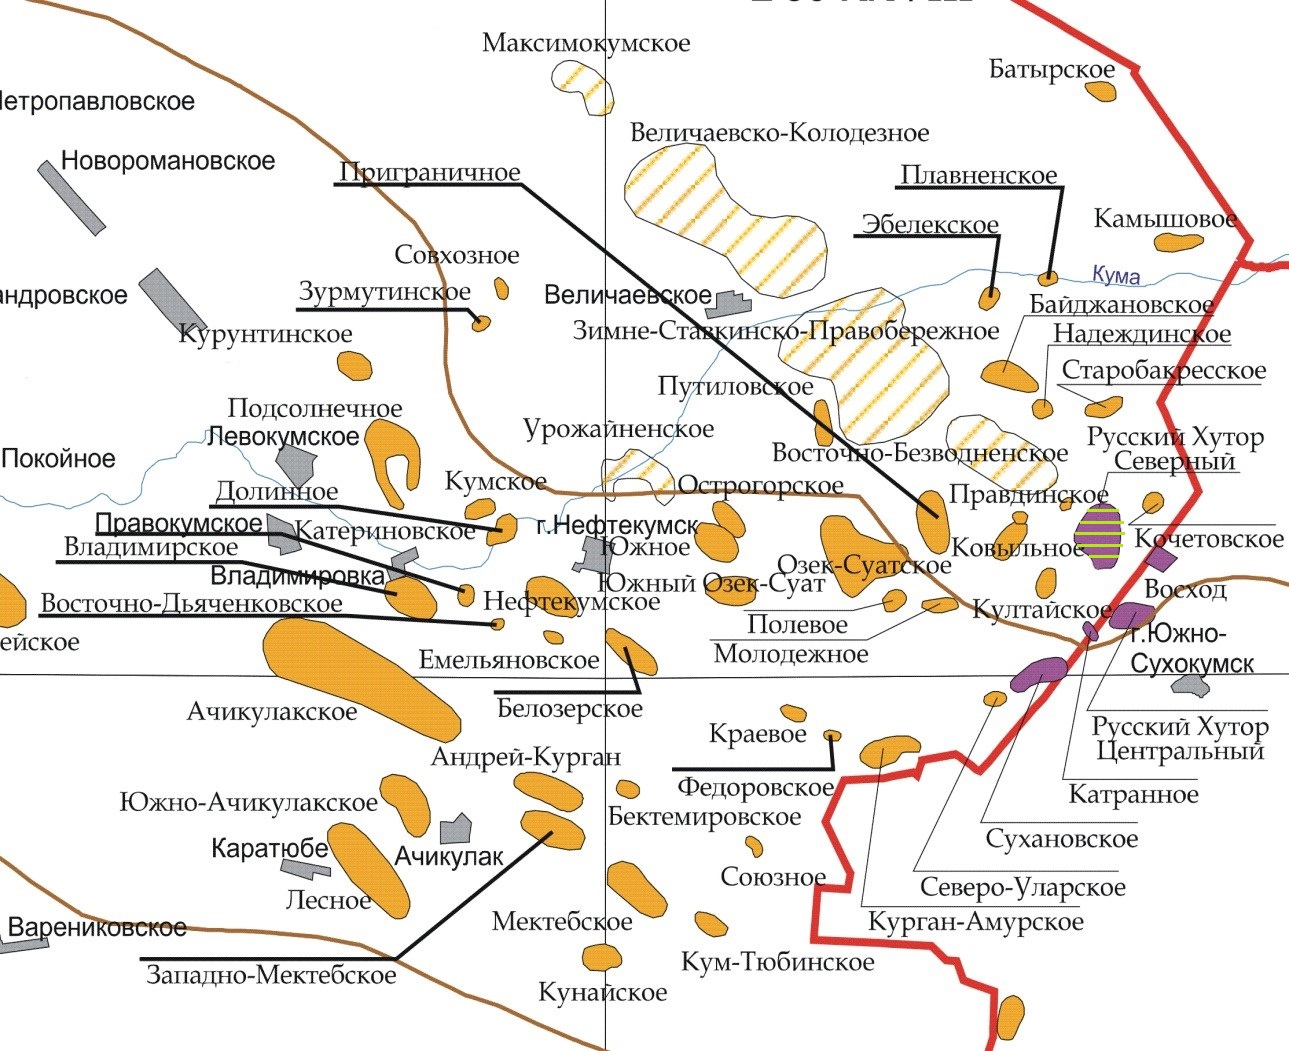 Максимокумское
Батырское
етропавловское
Величаевско-Колодезное
Новоромановское
Приграничное
Плавненское
Эбелекское
Камышовое
Совхозное
Кума
Зурмутинское
Величаевское
андровское
Байджановское
Курунтинское
Зимне-Ставкинско-Правобережное
Надеждинское
Старобакресское
Путиловское
Подсолнечное
Левокумское
Урожайненское
Русский Хутор
Северный
Покойное
Восточно-Безводненское
Долинное
Кумское
Острогорское
Правдинское
Правокумское
Катериновское
г.Нефтекумск
Кочетовское
Владимирское
Южное
Ковыльное
Озек-Суатское
Владимировка
Южный Озек-Суат
Восход
Восточно-Дьяченковское
Нефтекумское
Култайское
Полевое
ейское
г.Южно-
Сухокумск
Емельяновское
Молодежное
Ачикулакское
Белозерское
Краевое
Русский Хутор
Центральный
Андрей-Курган
Федоровское
Катранное
Южно-Ачикулакское
Бектемировское
Сухановское
Каратюбе
Ачикулак
Союзное
Северо-Уларское
Лесное
Мектебское
Курган-Амурское
Варениковское
Кум-Тюбинское
Западно-Мектебское
Кунайское